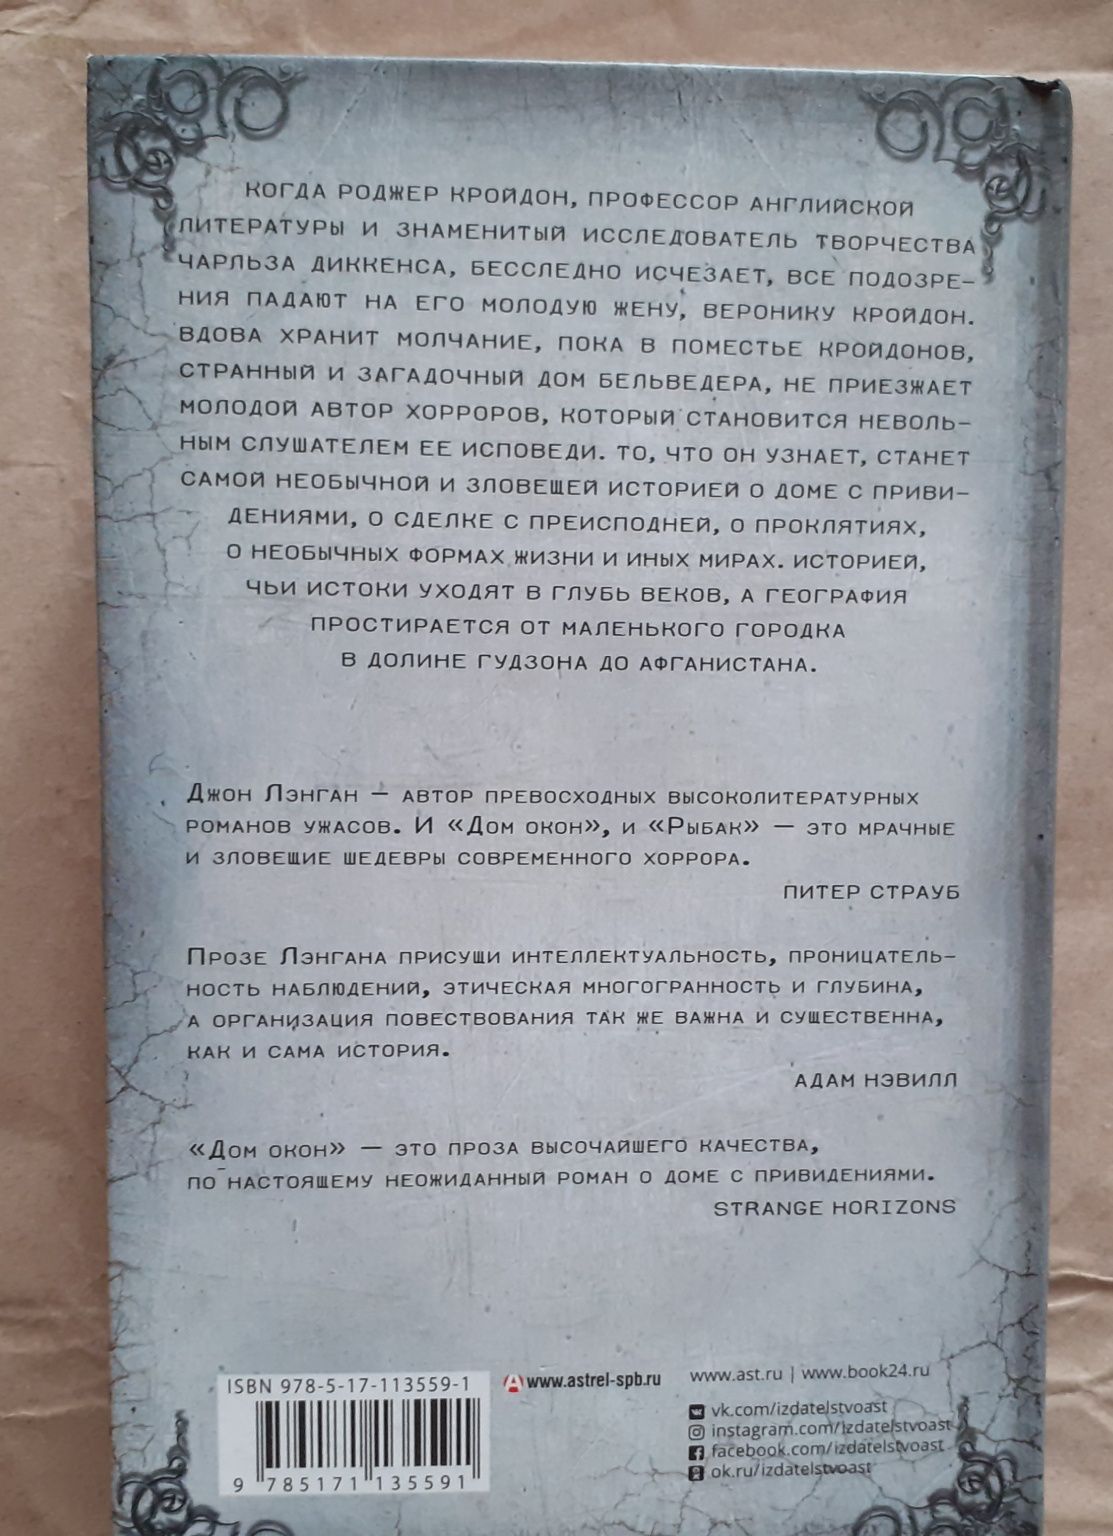 КОГДА РОДЖЕР КРОЙДОН, ПРОФЕССОР АНГЛИЙСКОЙ
ЛИТЕРАТУРЫ И ЗНАМЕНИТЫЙ ИССЛЕДОВАТЕЛЬ ТВОРЧЕСТВА
ЧАРЛЬЗА ДИККЕНСА, БЕССЛЕДНО ИСЧЕЗАЕТ, ВСЕ ПОДОЗРЕ-
НИЯ ПАДАЮТ НА ЕГО МОЛОДУЮ ЖЕНУ, ВЕРОНИКУ КРОЙДОН.
ВДОВА ХРАНИТ МОЛЧАНИЕ, ПОКА В ПОМЕСТЬЕ КРОЙДОНОВ,
СТРАННЫЙ И ЗАГАДОЧНЫЙ ДОМ БЕЛЬВЕДЕРА, НЕ ПРИЕЗЖАЕТ
МОЛОДОЙ АВТОР ХОРРОРОВ, КОТОРЫЙ СТАНОВИТСЯ НЕВОЛЬ-
НЫМ СЛУШАТЕЛЕМ ЕЕ ИСПОВЕДИ. ТО, ЧТО ОН УЗНАЕТ, СТАНЕТ
САМОЙ НЕОБЫЧНОЙ И ЗЛОВЕЩЕЙ ИСТОРИЕЙ О ДОМЕ С ПРИВИ-
ДЕНИЯМИ, О СДЕЛКЕ С ПРЕИСПОДНЕЙ, О ПРОКЛЯТИЯХ,
О НЕОБЫЧНЫХ ФОРМАХ ЖИЗНИ И ИНЫХ МИРАХ. ИСТОРИЕЙ,
ЧЬИ ИСТОКИ УХОДЯТ В ГЛУБЬ ВЕКОВ, А ГЕОГРАФИЯ
ПРОСТИРАЕТСЯ ОТ МАЛЕНЬКОГО ГОРОДКА
В ДОЛИНЕ ГУДЗОНА ДО АФГАНИСТАНА.
Джон Лэнган — автор превосходных высоколитературных
романов ужасов. И «Дом окон», и «Рыбак» — это мрачные
и зловещие шедевры современного хоррора.
ПИТЕР СТРАУБ
Прозе Лэнгана присущи интеллектуальность, проницатель-
ность наблюдений, этическая многогранность и глубина,
а организация повествования так же важна и существенна,
как и сама история.
АДАМ НЭВИЛЛ
«Дом окон» — это проза высочайшего качества,
по настоящему неожиданный роман о доме с привидениями.
STRANGE HORIZONS
ISBN 978-5-17-113559-1
9 785171 135591
www.astrel-spb.ru
www.ast.ru | www.book24.ru
vk.com/izdatelstvoast
instagram.com/izdatelstvoast
facebook.com/izdatelstvoast
ok.ru/izdatelstvoast